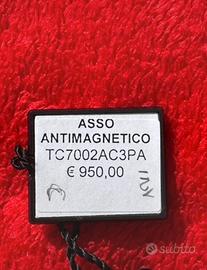 ASSO
ANTIMAGNETICO
TC7002AC3PA
€ 950,00
subito